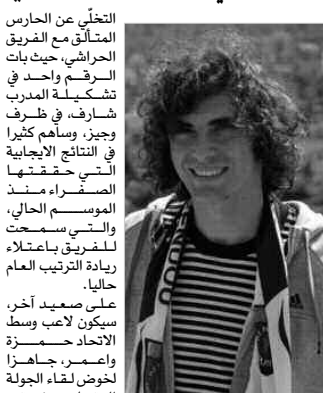 التخلّي عن الحارس
المتألق مع الفريق
الحراشي، حيث بات
الرقم واحد في
تشكيلة المدرب
شارف، في ظرف
وجيز، وساهم كثيرا
في النتائج الايجابية
التي حققتها
الصفراء منذ
الموسم الحالي،
والتي سمحت
للفريق باعتلاء
ريادة الترتيب العام
حاليا.
على صعيد آخر،
سيكون لاعب وسط
الاتحاد حمزة
واعمر، جاهزا
لخوض لقاء الجولة